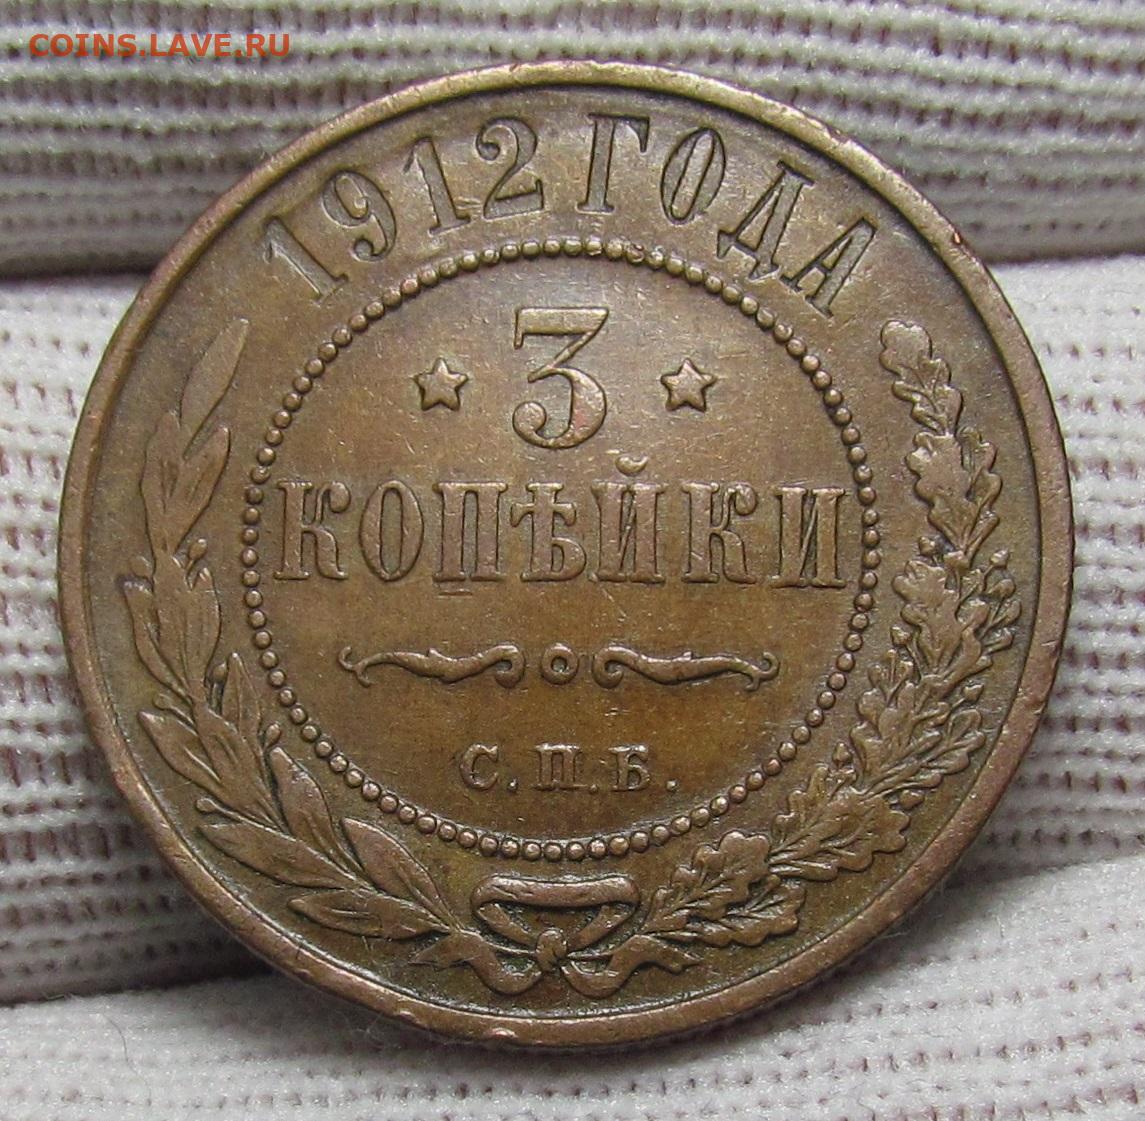 COINS.LAVE.RU
1912 ГОДА
3
КОПѢЙКИ
С.П.Б.